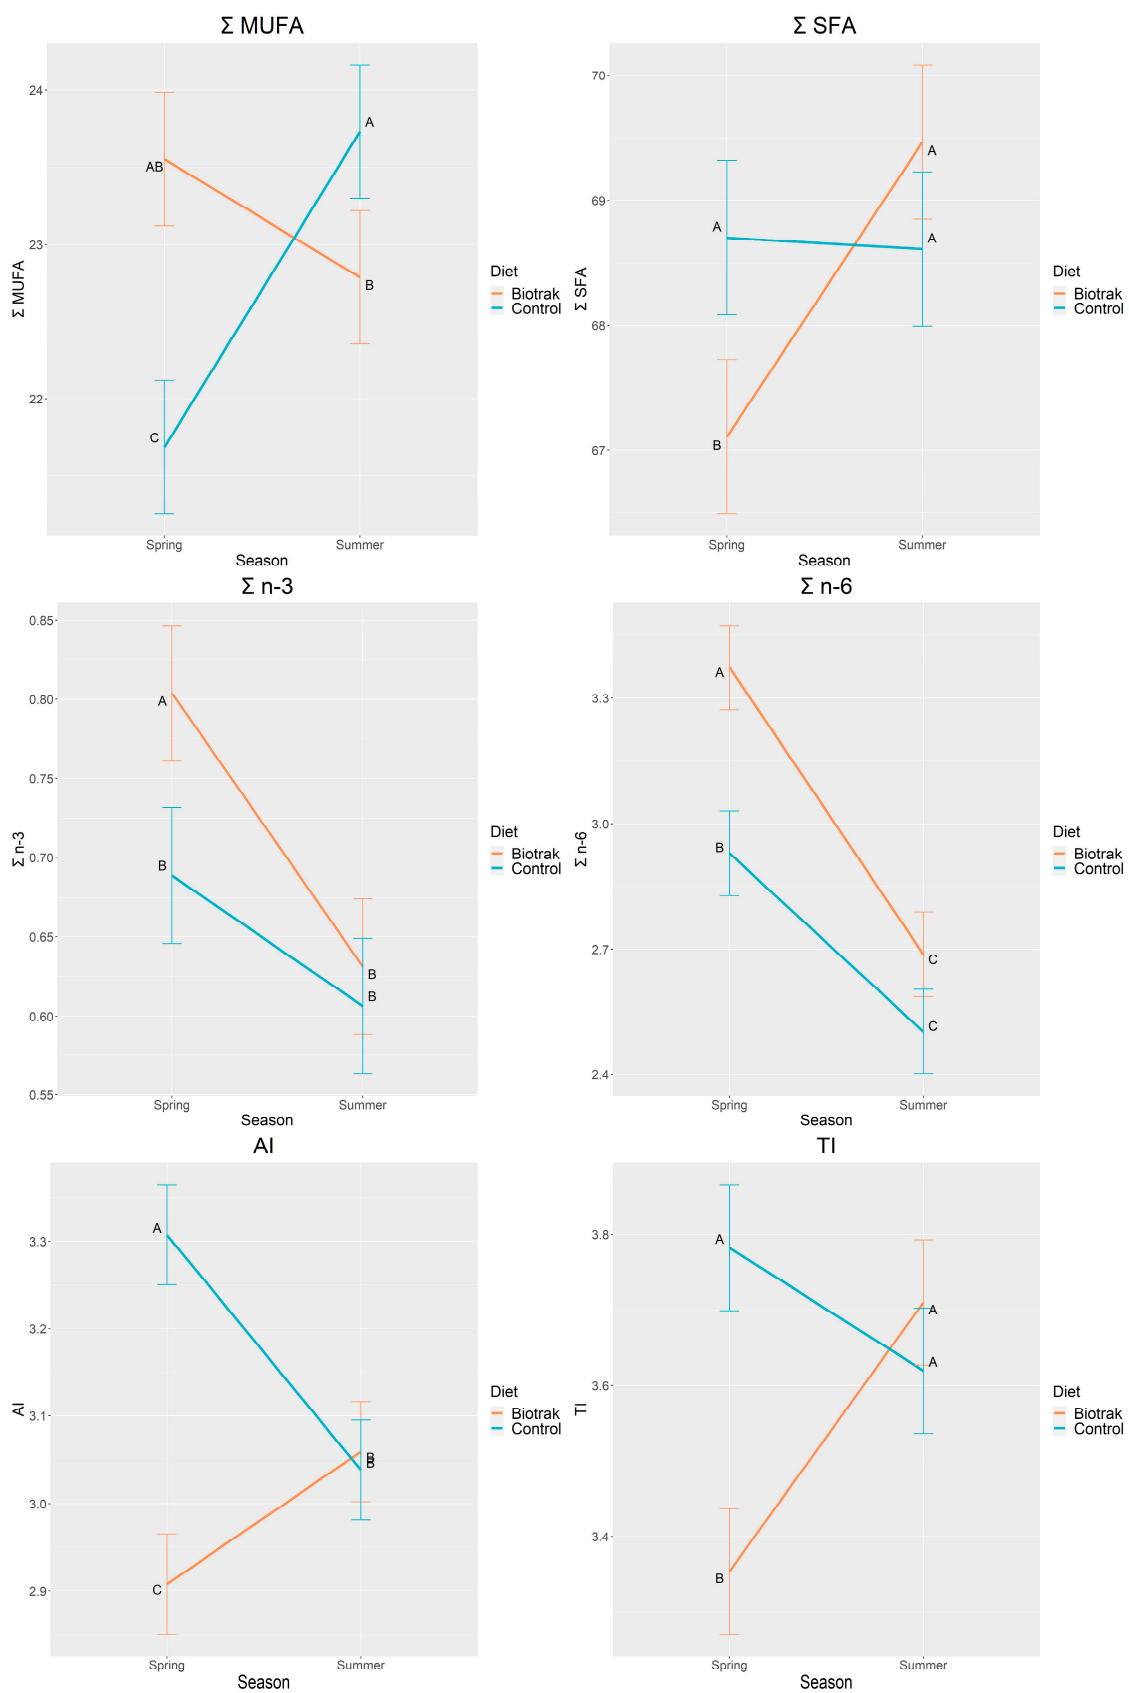 Σ MUFA
24
23
22
Σ MUFA
AB
C
A
B
Spring
Summer
Season
Diet
Biotrak
Control
Σ SFA
70
69
68
67
Σ SFA
A
B
A
A
Spring
Summer
Season
Diet
Biotrak
Control
Σ n-3
0.85
0.80
0.75
0.70
0.65
0.60
0.55
Σ n-3
A
B
B
B
Spring
Summer
Season
Diet
Biotrak
Control
Σ n-6
3.3
3.0
2.7
2.4
Σ n-6
A
B
C
C
Spring
Summer
Season
Diet
Biotrak
Control
AI
3.3
3.2
3.1
3.0
2.9
AI
A
C
B
B
Spring
Summer
Season
Diet
Biotrak
Control
TI
3.8
3.6
3.4
TI
A
B
A
A
Spring
Summer
Season
Diet
Biotrak
Control